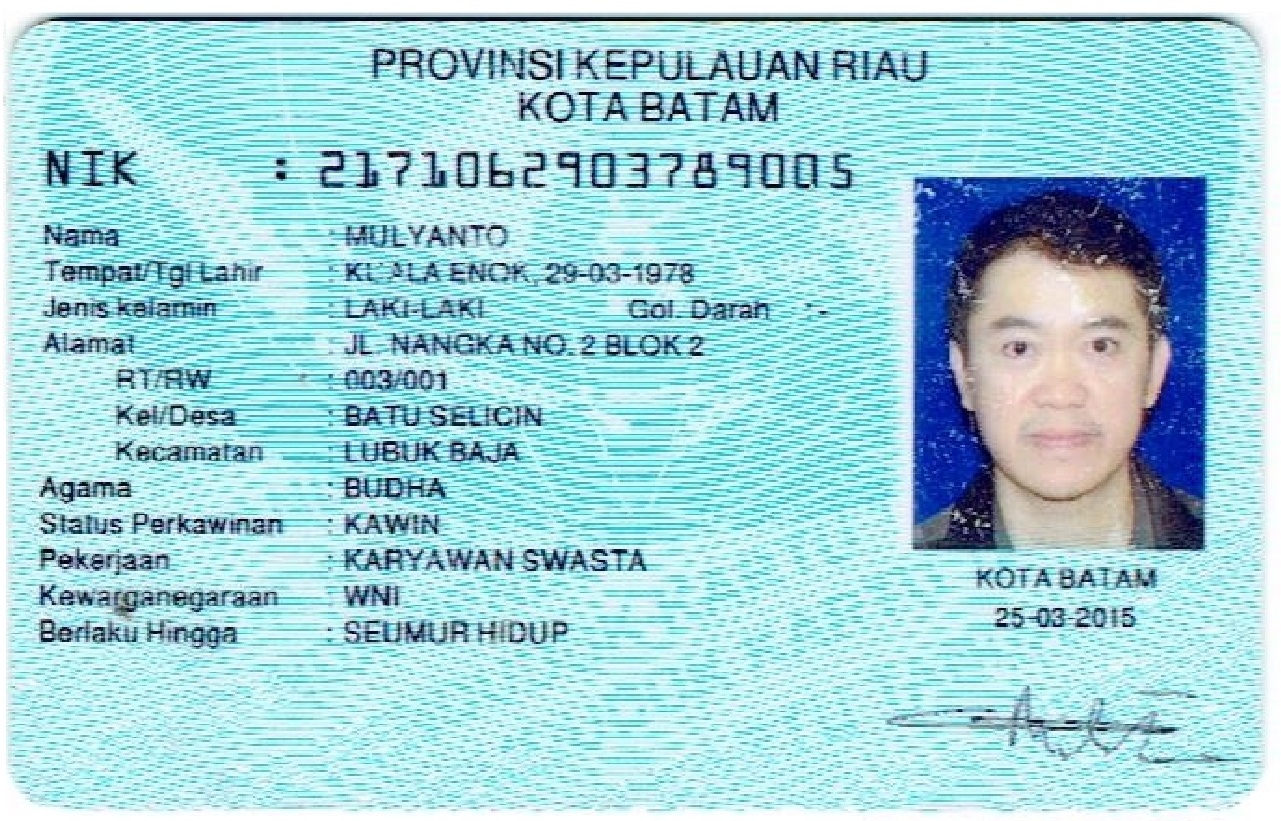 PROVINSI KEPULAUAN RIAU
KOTA BATAM
NIK : 2171062903789005
Nama : MULYANTO
Tempat/Tgl Lahir : KUALA ENOK, 29-03-1978
Jenis kelamin : LAKI-LAKI Gol. Darah : -
Alamat : JL. NANGKA NO. 2 BLOK 2
RT/RW : 003/001
Kel/Desa : BATU SELICIN
Kecamatan : LUBUK BAJA
Agama : BUDHA
Status Perkawinan : KAWIN
Pekerjaan : KARYAWAN SWASTA
Kewarganegaraan : WNI
Berlaku Hingga : SEUMUR HIDUP
KOTA BATAM
25-03-2015